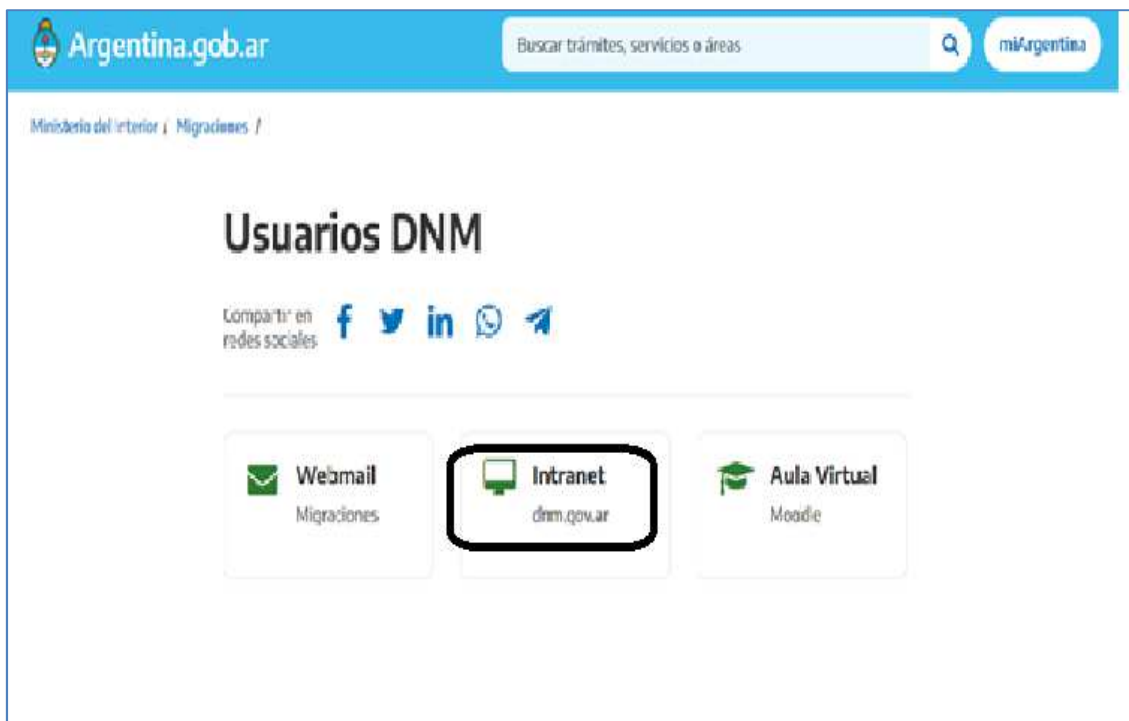 Argentina.gob.ar
Buscar trámites, servicios o áreas
miArgentina
Ministerio del Interior / Migraciones /
Usuarios DNM
Compartir en
redes sociales
Webmail
Migraciones
Intranet
dnm.gov.ar
Aula Virtual
Moodle